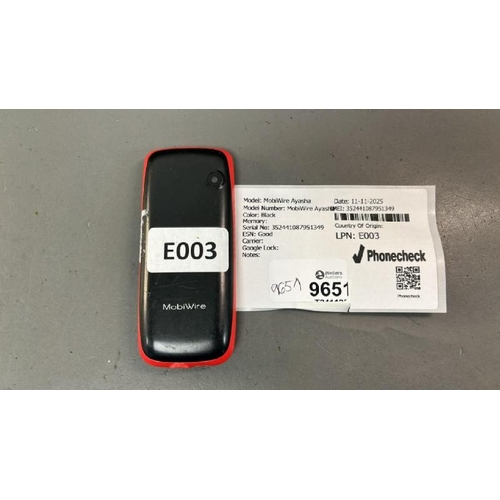 E003
MobiWire
Model: MobiWire Ayasha
Model Number: MobiWire Ayasha
Color: Black
Memory:
Serial No: 352441087951349
ESN: Good
Carrier:
Google Lock:
Notes:
Date: 11-11-2025
IMEI: 352441087951349
Country Of Origin:
LPN: E003
Phonecheck
Phonecheck
9651
Welders
9651